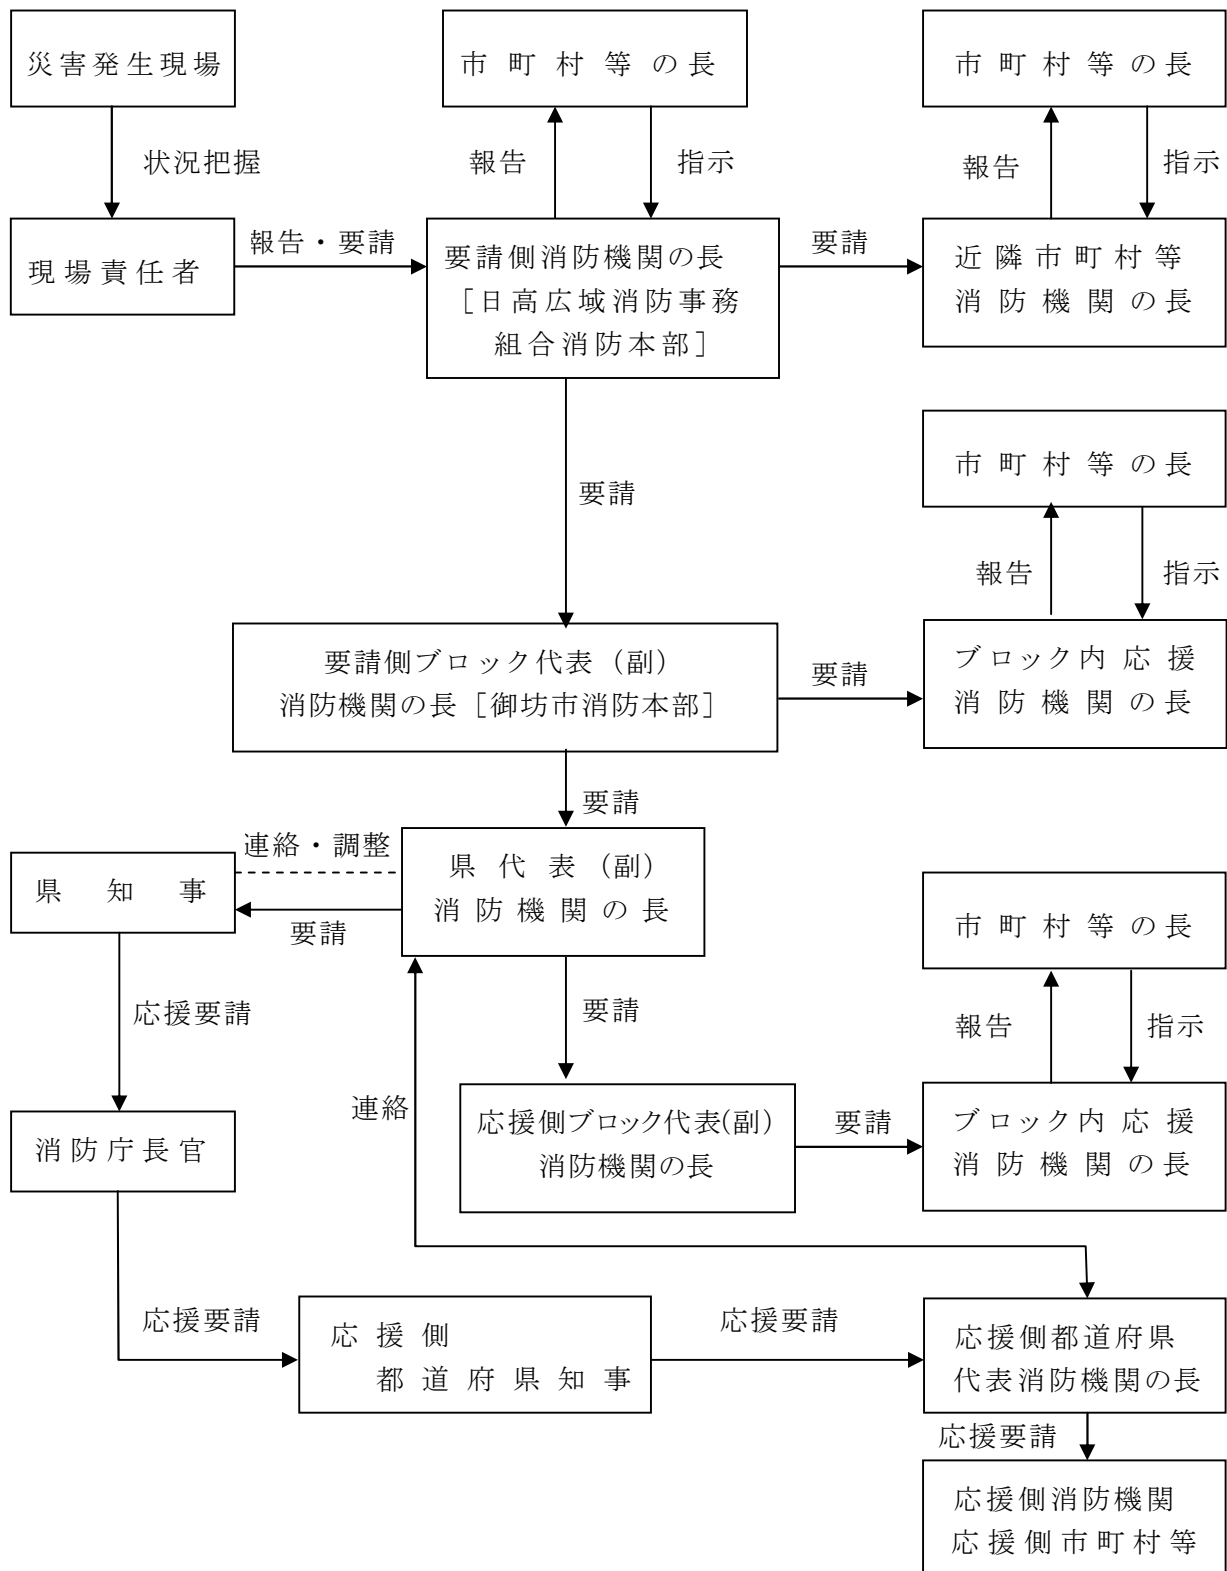 災害発生現場
市町村等の長
市町村等の長
状況把握
報告
指示
報告
指示
現場責任者
報告・要請
要請側消防機関の長
［日高広域消防事務
組合消防本部］
要請
近隣市町村等
消防機関の長
要請
市町村等の長
報告
指示
要請側ブロック代表（副）
消防機関の長［御坊市消防本部］
要請
ブロック内応援
消防機関の長
要請
県知事
連絡・調整
要請
県代表（副）
消防機関の長
市町村等の長
応援要請
要請
報告
指示
消防庁長官
連絡
応援側ブロック代表(副)
消防機関の長
要請
ブロック内応援
消防機関の長
応援要請
応援側
都道府県知事
応援要請
応援側都道府県
代表消防機関の長
応援要請
応援側消防機関
応援側市町村等